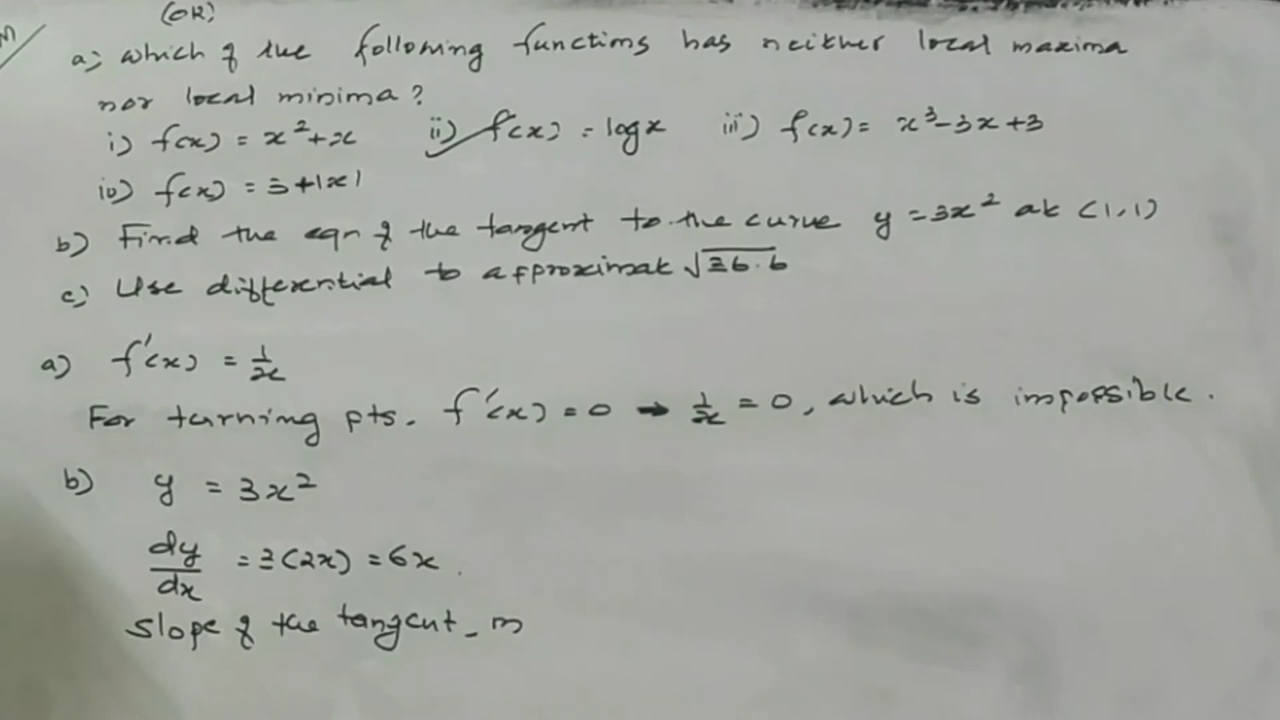 (OR)
a) which of the following functions has neither local maxima
nor local minima?
i) f(x) = x²+x ii) f(x) = log x iii) f(x) = x³-3x+3
iv) f(x) = 3+|x|
b) Find the eqn of the tangent to the curve y = 3x² at (1,1)
c) Use differential to approximate √36.6
a) f'(x) = 1/x
For turning pts. f'(x) = 0 → 1/x = 0, which is impossible.
b) y = 3x²
dy/dx = 3(2x) = 6x.
slope of the tangent, m